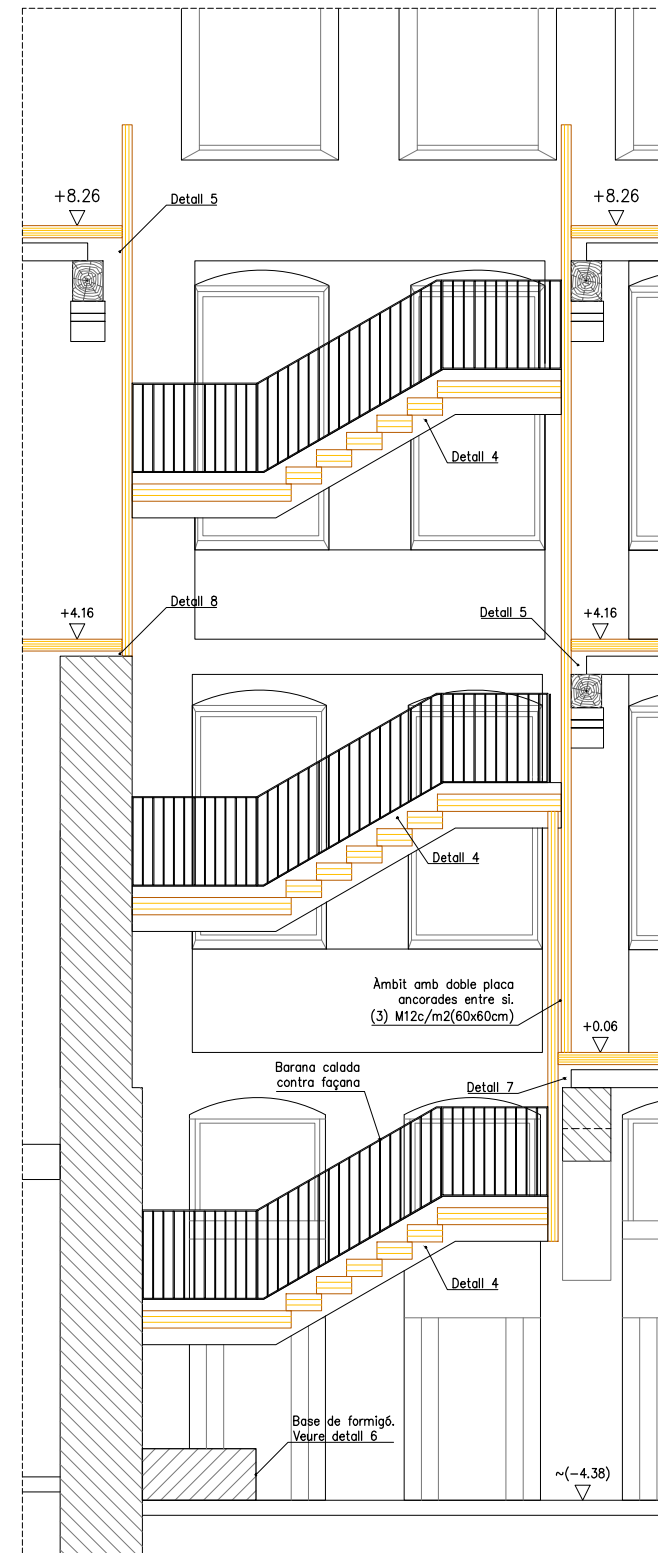 +8.26
+8.26
Detall 5
Detall 4
Detall 8
+4.16
Detall 5
+4.16
Detall 4
Àmbit amb doble placa
ancorades entre si.
(3) M12c/m2(60x60cm)
+0.06
Barana calada
contra façana
Detall 7
Detall 4
Base de formigó.
Veure detall 6
~(-4.38)